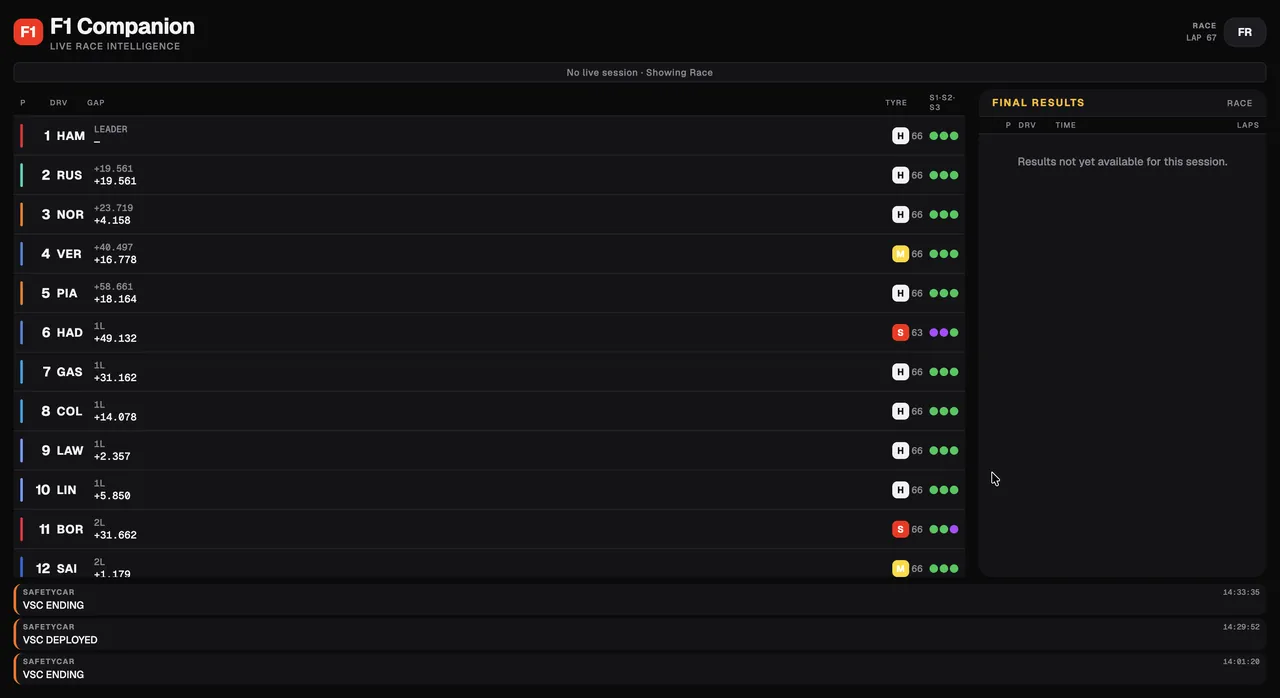 F1 F1 Companion
LIVE RACE INTELLIGENCE
RACE
LAP 67
FR
No live session · Showing Race
P DRV GAP TYRE S1·S2·
S3
1 HAM LEADER
— H 66
2 RUS +19.561
+19.561 H 66
3 NOR +23.719
+4.158 H 66
4 VER +40.497
+16.778 M 66
5 PIA +58.661
+18.164 H 66
6 HAD 1L
+49.132 S 63
7 GAS 1L
+31.162 H 66
8 COL 1L
+14.078 H 66
9 LAW 1L
+2.357 H 66
10 LIN 1L
+5.850 H 66
11 BOR 2L
+31.662 S 66
12 SAI 2L
+1.179 M 66
FINAL RESULTS RACE
P DRV TIME LAPS
Results not yet available for this session.
SAFETYCAR 14:33:35
VSC ENDING
SAFETYCAR 14:29:52
VSC DEPLOYED
SAFETYCAR 14:01:20
VSC ENDING